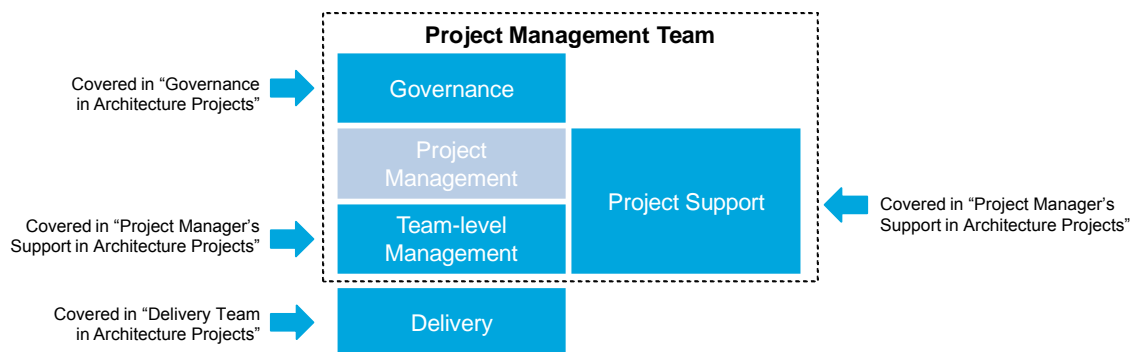 Project Management Team
Covered in “Governance
in Architecture Projects”
Governance
Project
Management
Project Support
Covered in “Project Manager’s
Support in Architecture Projects”
Covered in “Project Manager’s
Support in Architecture Projects”
Team-level
Management
Covered in “Delivery Team
in Architecture Projects”
Delivery